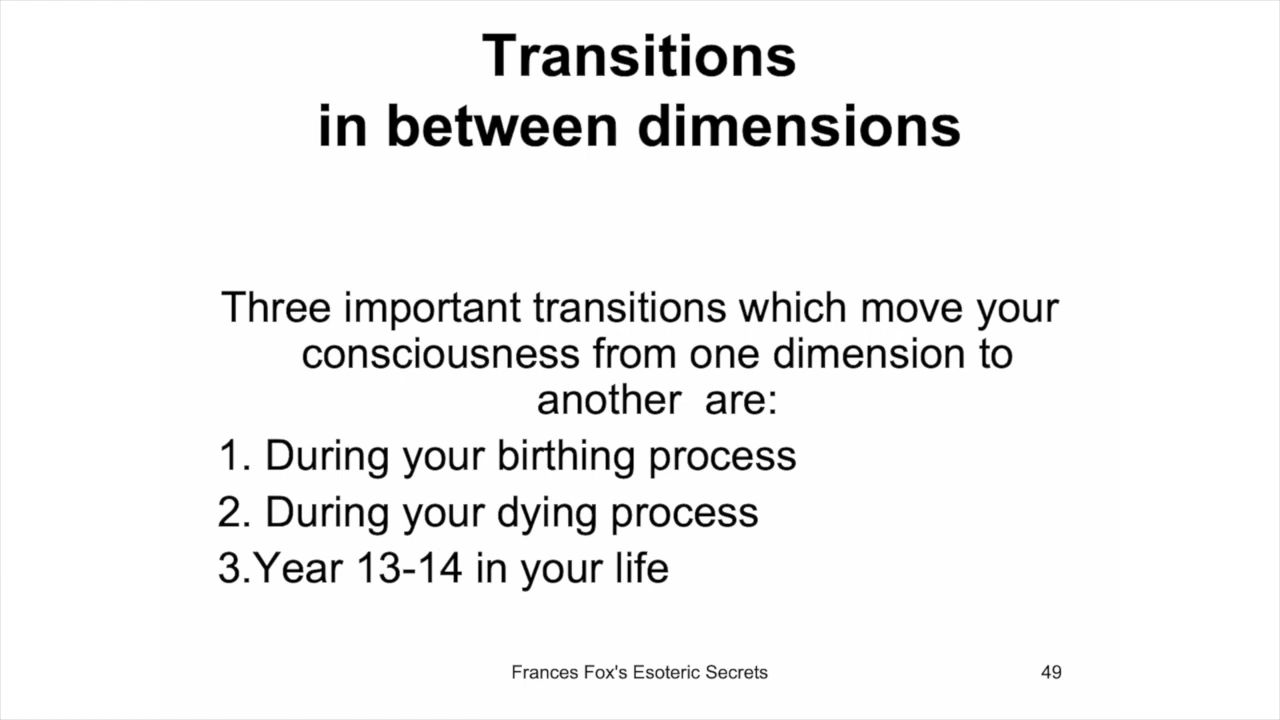 Transitions
in between dimensions
Three important transitions which move your
consciousness from one dimension to
another  are:
1. During your birthing process
2. During your dying process
3.Year 13-14 in your life
Frances Fox's Esoteric Secrets
49